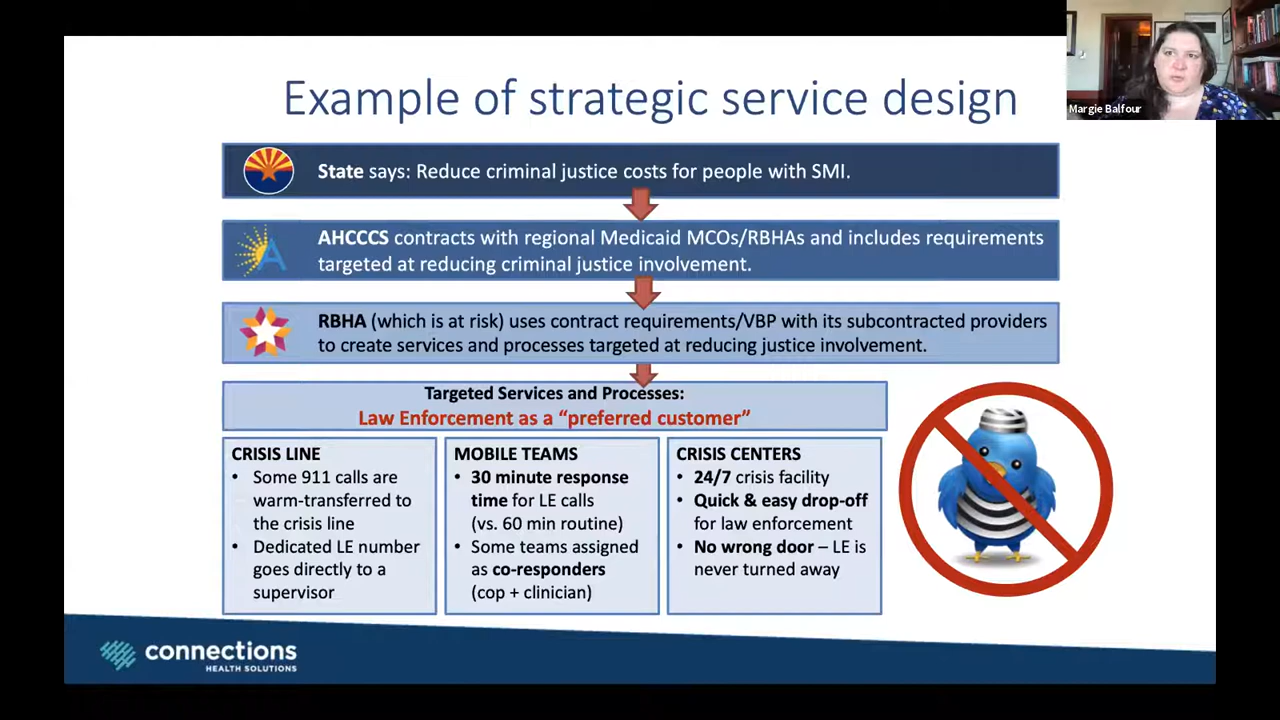 Margie Balfour
Example of strategic service design
State says: Reduce criminal justice costs for people with SMI.
AHCCCS contracts with regional Medicaid MCOs/RBHAs and includes requirements
targeted at reducing criminal justice involvement.
RBHA (which is at risk) uses contract requirements/VBP with its subcontracted providers
to create services and processes targeted at reducing justice involvement.
Targeted Services and Processes:
Law Enforcement as a “preferred customer”
CRISIS LINE
• Some 911 calls are
warm-transferred to
the crisis line
• Dedicated LE number
goes directly to a
supervisor
MOBILE TEAMS
• 30 minute response
time for LE calls
(vs. 60 min routine)
• Some teams assigned
as co-responders
(cop + clinician)
CRISIS CENTERS
• 24/7 crisis facility
• Quick & easy drop-off
for law enforcement
• No wrong door – LE is
never turned away
connections
HEALTH SOLUTIONS